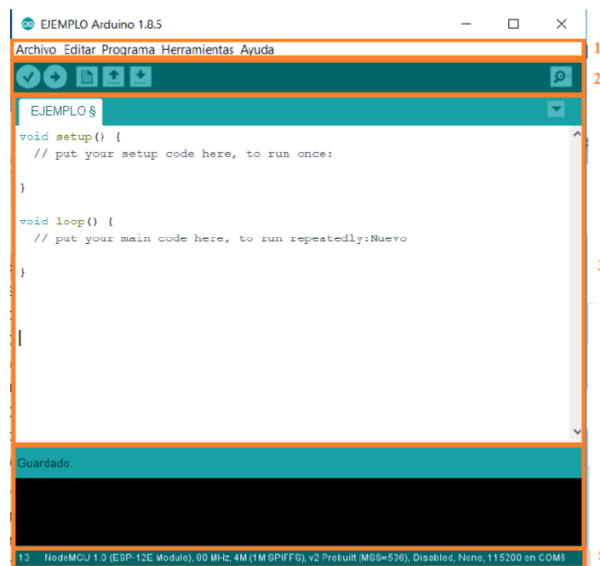 EJEMPLO Arduino 1.8.5
Archivo Editar Programa Herramientas Ayuda
1
2
EJEMPLO §
void setup() {
// put your setup code here, to run once:
}
void loop() {
// put your main code here, to run repeatedly:Nuevo
}
Guardado.
13 NodeMCU 1.0 (ESP-12E Module), 80 MHz, 4M (1M SPIFFS), v2 Prebuilt (MSS=536), Disabled, None, 115200 en COM6